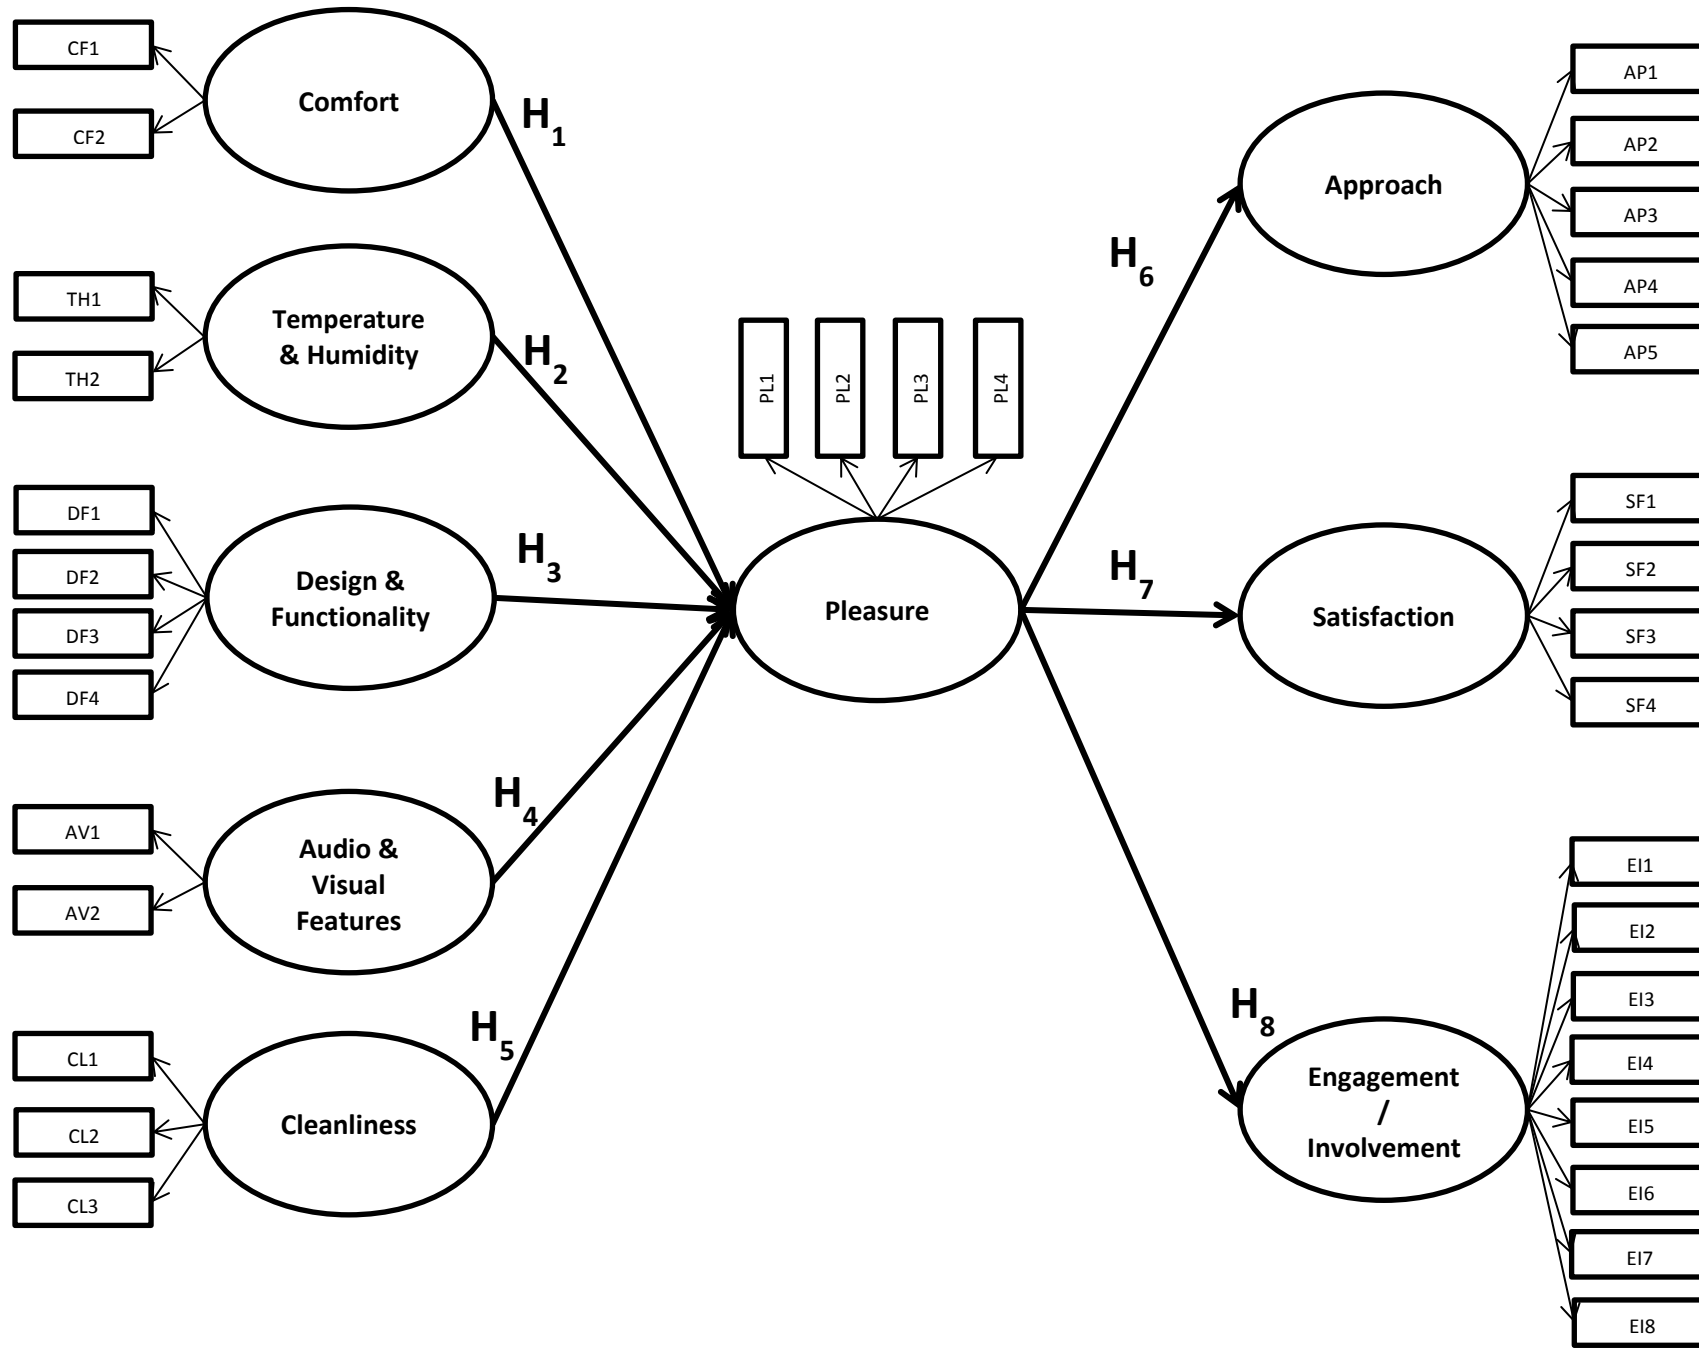 CF1
CF2
Comfort
H1
TH1
TH2
Temperature
& Humidity
H2
DF1
DF2
DF3
DF4
Design &
Functionality
H3
AV1
AV2
Audio &
Visual
Features
H4
CL1
CL2
CL3
Cleanliness
H5
PL1
PL2
PL3
PL4
Pleasure
H6
Approach
AP1
AP2
AP3
AP4
AP5
H7
Satisfaction
SF1
SF2
SF3
SF4
H8
Engagement
/
Involvement
EI1
EI2
EI3
EI4
EI5
EI6
EI7
EI8